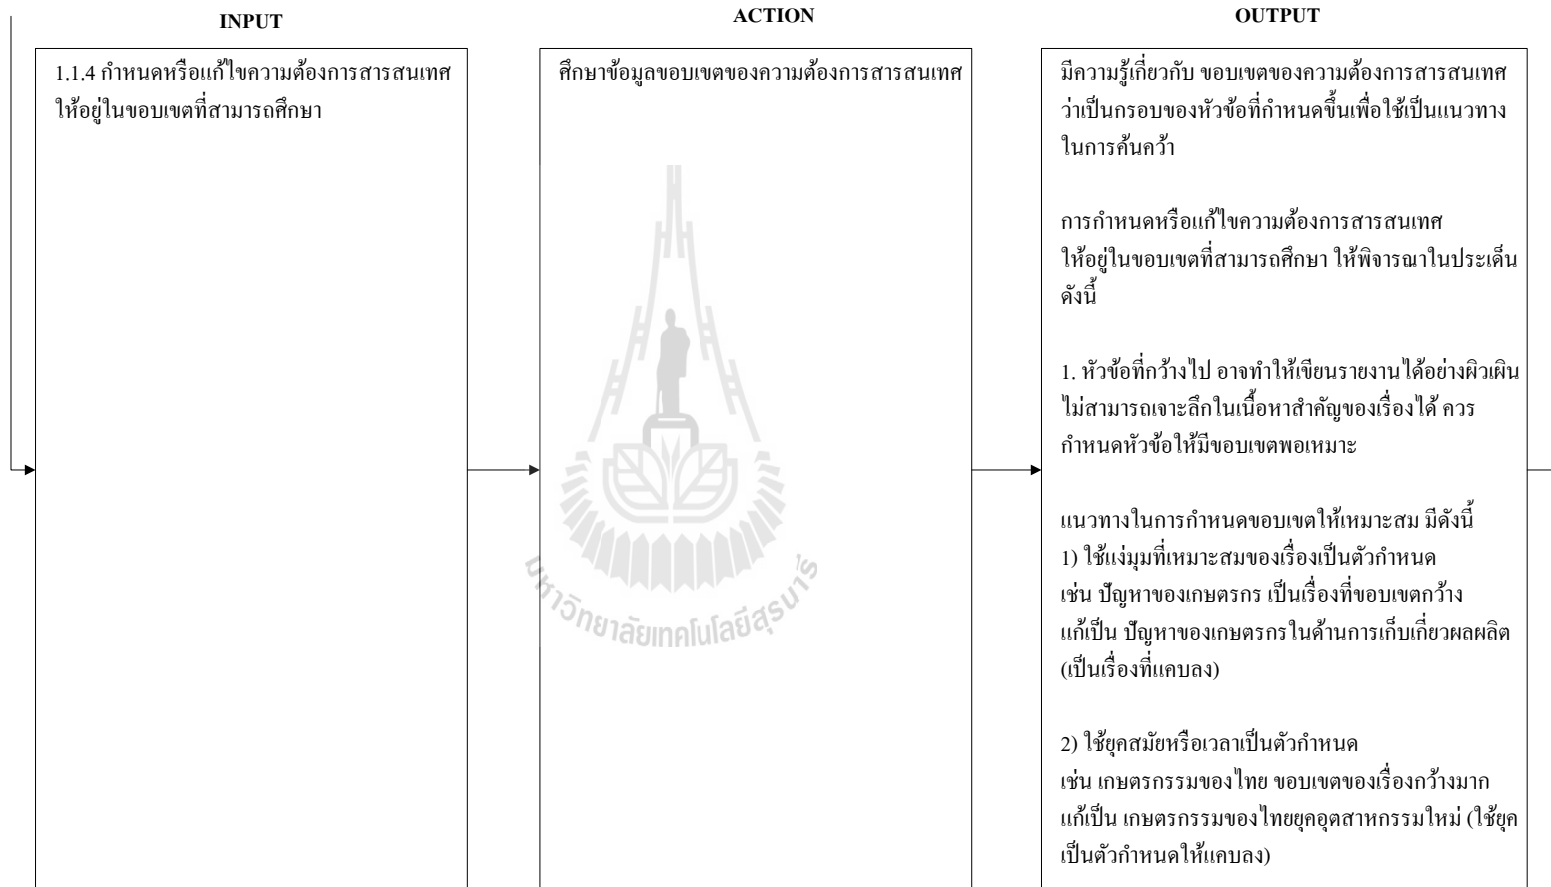 INPUT
ACTION
OUTPUT
1.1.4 กำหนดหรือแก้ไขความต้องการสารสนเทศ
ให้อยู่ในขอบเขตที่สามารถศึกษา
ศึกษาข้อมูลขอบเขตของความต้องการสารสนเทศ
มีความรู้เกี่ยวกับ ขอบเขตของความต้องการสารสนเทศ
ว่าเป็นกรอบของหัวข้อที่กำหนดขึ้นเพื่อใช้เป็นแนวทาง
ในการค้นคว้า
การกำหนดหรือแก้ไขความต้องการสารสนเทศ
ให้อยู่ในขอบเขตที่สามารถศึกษา ให้พิจารณาในประเด็น
ดังนี้
1. หัวข้อที่กว้างไป อาจทำให้เขียนรายงานได้อย่างผิวเผิน
ไม่สามารถเจาะลึกในเนื้อหาสำคัญของเรื่องได้ ควร
กำหนดหัวข้อให้มีขอบเขตพอเหมาะ
แนวทางในการกำหนดขอบเขตให้เหมาะสม มีดังนี้
1) ใช้แง่มุมที่เหมาะสมของเรื่องเป็นตัวกำหนด
เช่น ปัญหาของเกษตรกร เป็นเรื่องที่ขอบเขตกว้าง
แก้เป็น ปัญหาของเกษตรกรในด้านการเก็บเกี่ยวผลผลิต
(เป็นเรื่องที่แคบลง)
2) ใช้ยุคสมัยหรือเวลาเป็นตัวกำหนด
เช่น เกษตรกรรมของไทย ขอบเขตของเรื่องกว้างมาก
แก้เป็น เกษตรกรรมของไทยยุคอุตสาหกรรมใหม่ (ใช้ยุค
เป็นตัวกำหนดให้แคบลง)
มหาวิทยาลัยเทคโนโลยีสุรนารี